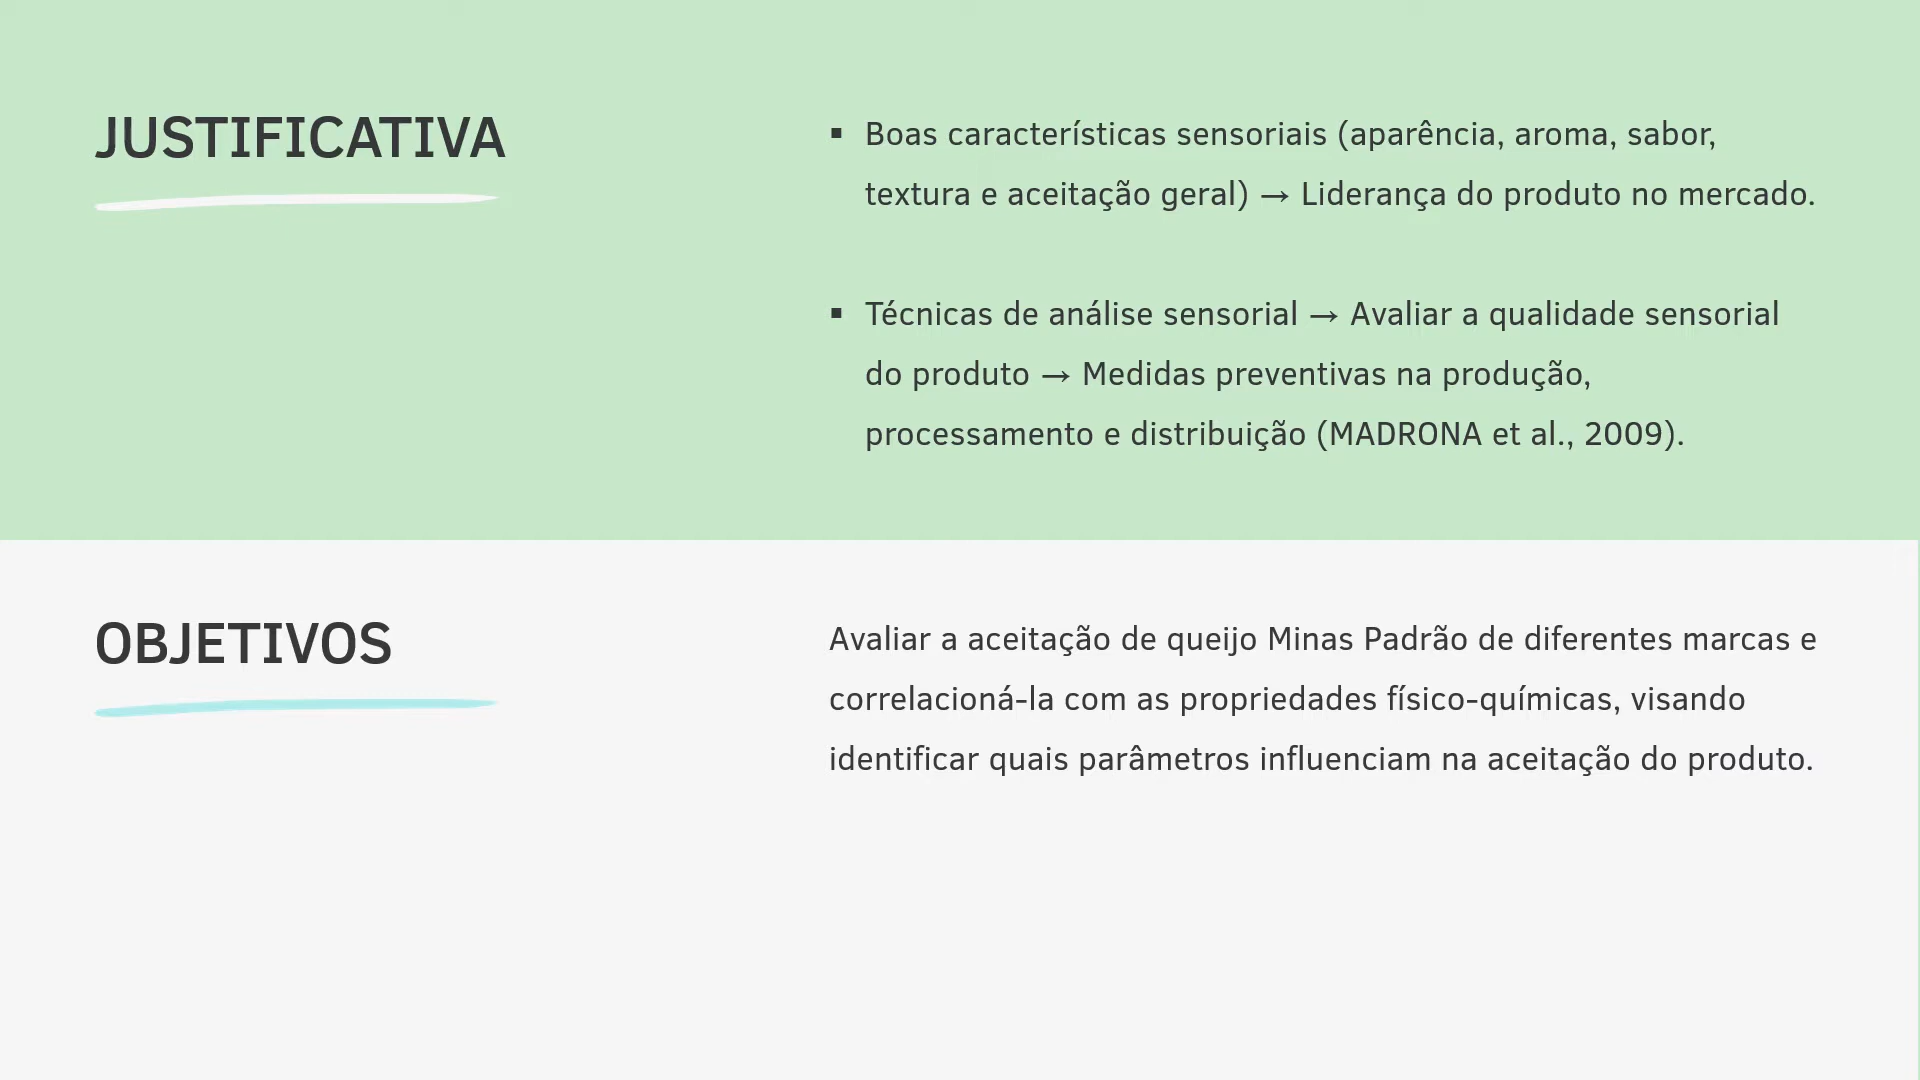 JUSTIFICATIVA
▪ Boas características sensoriais (aparência, aroma, sabor,
textura e aceitação geral) → Liderança do produto no mercado.
▪ Técnicas de análise sensorial → Avaliar a qualidade sensorial
do produto → Medidas preventivas na produção,
processamento e distribuição (MADRONA et al., 2009).
OBJETIVOS
Avaliar a aceitação de queijo Minas Padrão de diferentes marcas e
correlacioná-la com as propriedades físico-químicas, visando
identificar quais parâmetros influenciam na aceitação do produto.